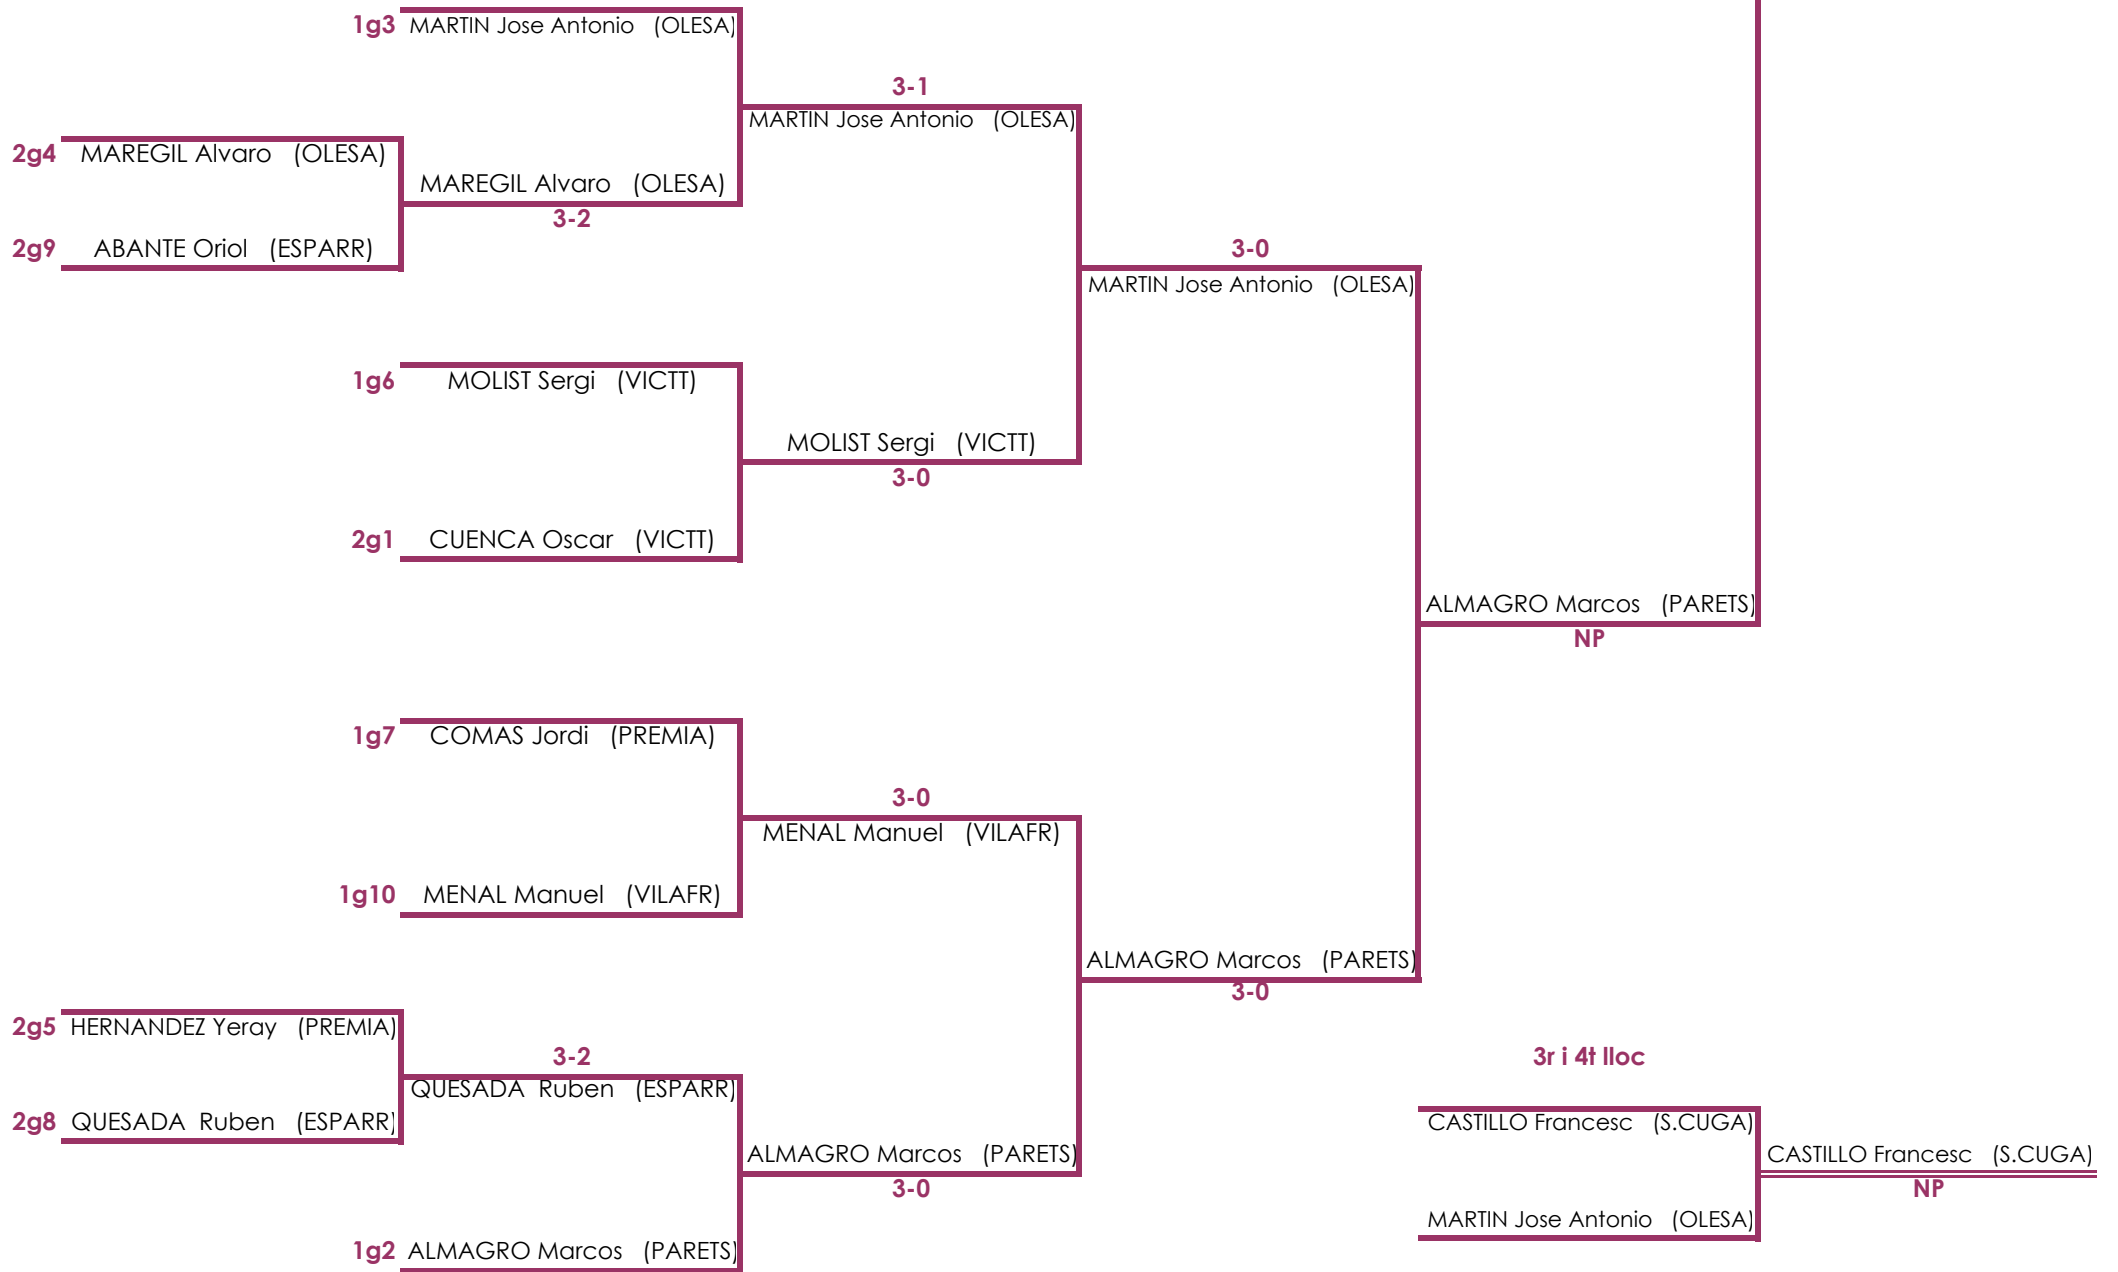 1g3 MARTIN Jose Antonio (OLESA)
3-1
MARTIN Jose Antonio (OLESA)
2g4 MAREGIL Alvaro (OLESA)
MAREGIL Alvaro (OLESA)
3-2
2g9 ABANTE Oriol (ESPARR)
3-0
MARTIN Jose Antonio (OLESA)
1g6 MOLIST Sergi (VICTT)
MOLIST Sergi (VICTT)
3-0
2g1 CUENCA Oscar (VICTT)
ALMAGRO Marcos (PARETS)
NP
1g7 COMAS Jordi (PREMIA)
3-0
MENAL Manuel (VILAFR)
1g10 MENAL Manuel (VILAFR)
ALMAGRO Marcos (PARETS)
3-0
2g5 HERNANDEZ Yeray (PREMIA)
3-2
QUESADA Ruben (ESPARR)
2g8 QUESADA Ruben (ESPARR)
ALMAGRO Marcos (PARETS)
3-0
1g2 ALMAGRO Marcos (PARETS)
3r i 4t lloc
CASTILLO Francesc (S.CUGA)
CASTILLO Francesc (S.CUGA)
NP
MARTIN Jose Antonio (OLESA)